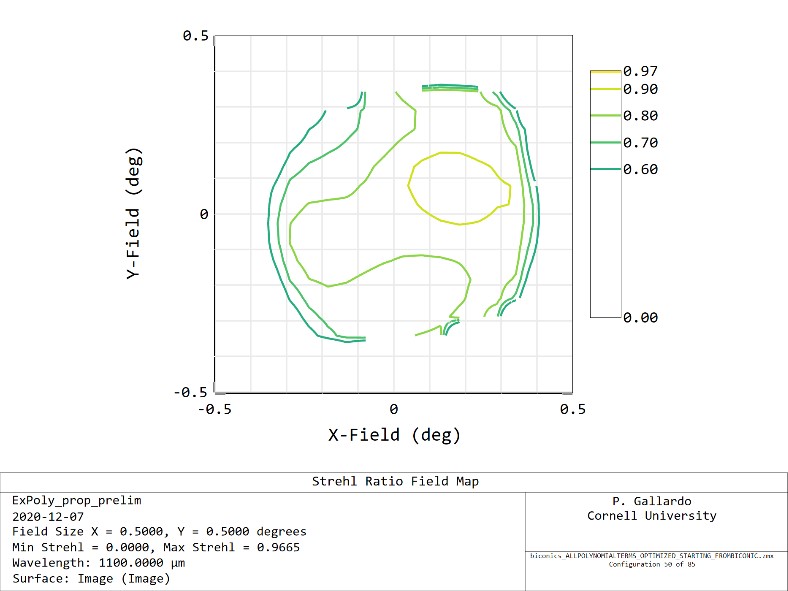 0.5
0
-0.5
-0.5
0
0.5
Y-Field (deg)
X-Field (deg)
0.97
0.90
0.80
0.70
0.60
0.00
Strehl Ratio Field Map
ExPoly_prop_prelim
2020-12-07
Field Size X = 0.5000, Y = 0.5000 degrees
Min Strehl = 0.0000, Max Strehl = 0.9665
Wavelength: 1100.0000 µm
Surface: Image (Image)
P. Gallardo
Cornell University
biconics_ALLPOLYNOMIALTERMS_OPTIMIZED_STARTING_FROMBICONIC.zmx
Configuration 50 of 85